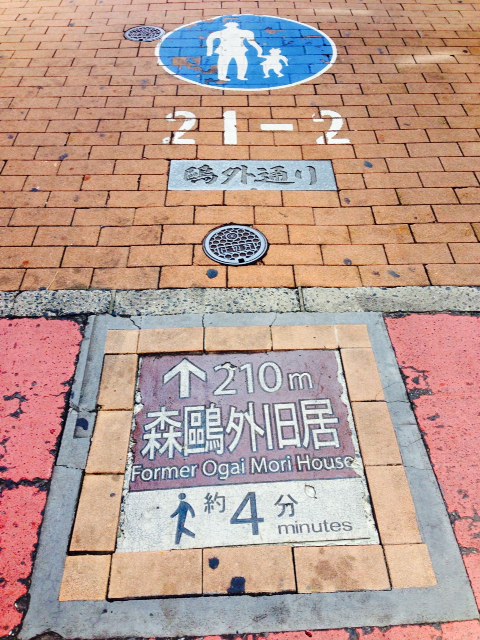 21-2
鴎外通り
↑210m
森鷗外旧居
Former Ogai Mori House
約4分
minutes